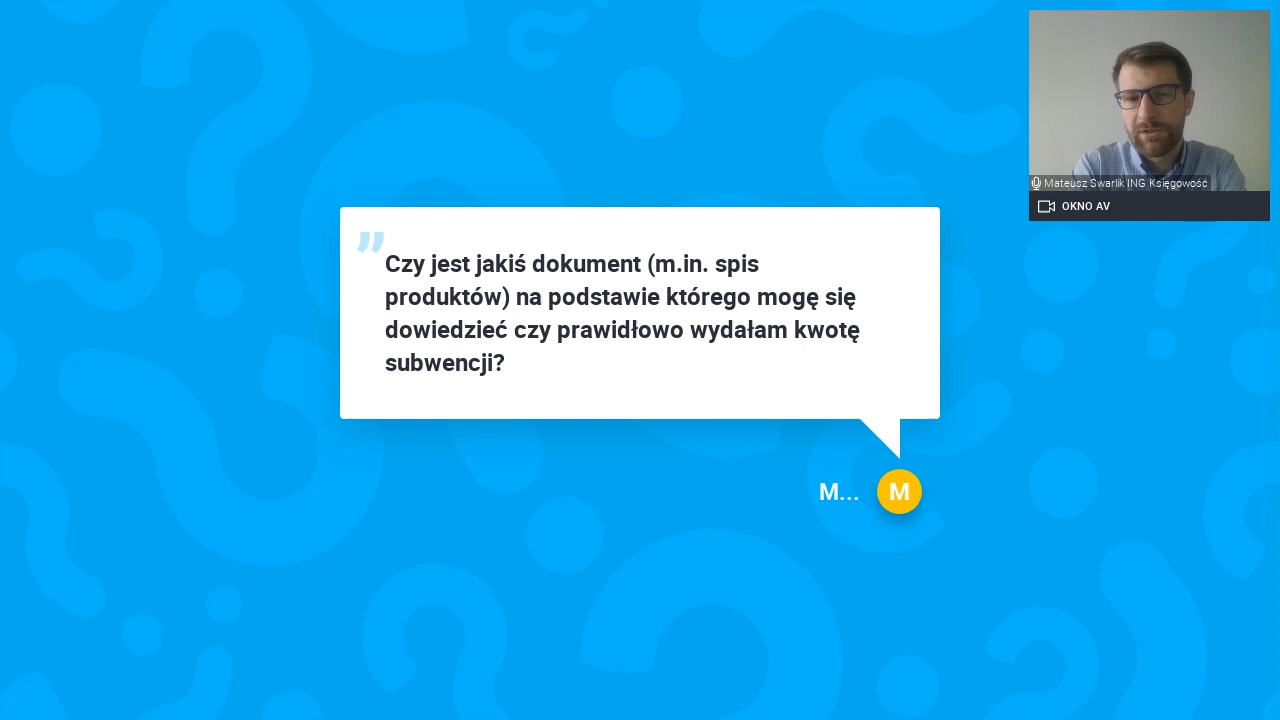 Mateusz Swarlik ING Księgowość
OKNO AV
” Czy jest jakiś dokument (m.in. spis
produktów) na podstawie którego mogę się
dowiedzieć czy prawidłowo wydałam kwotę
subwencji?
M... M